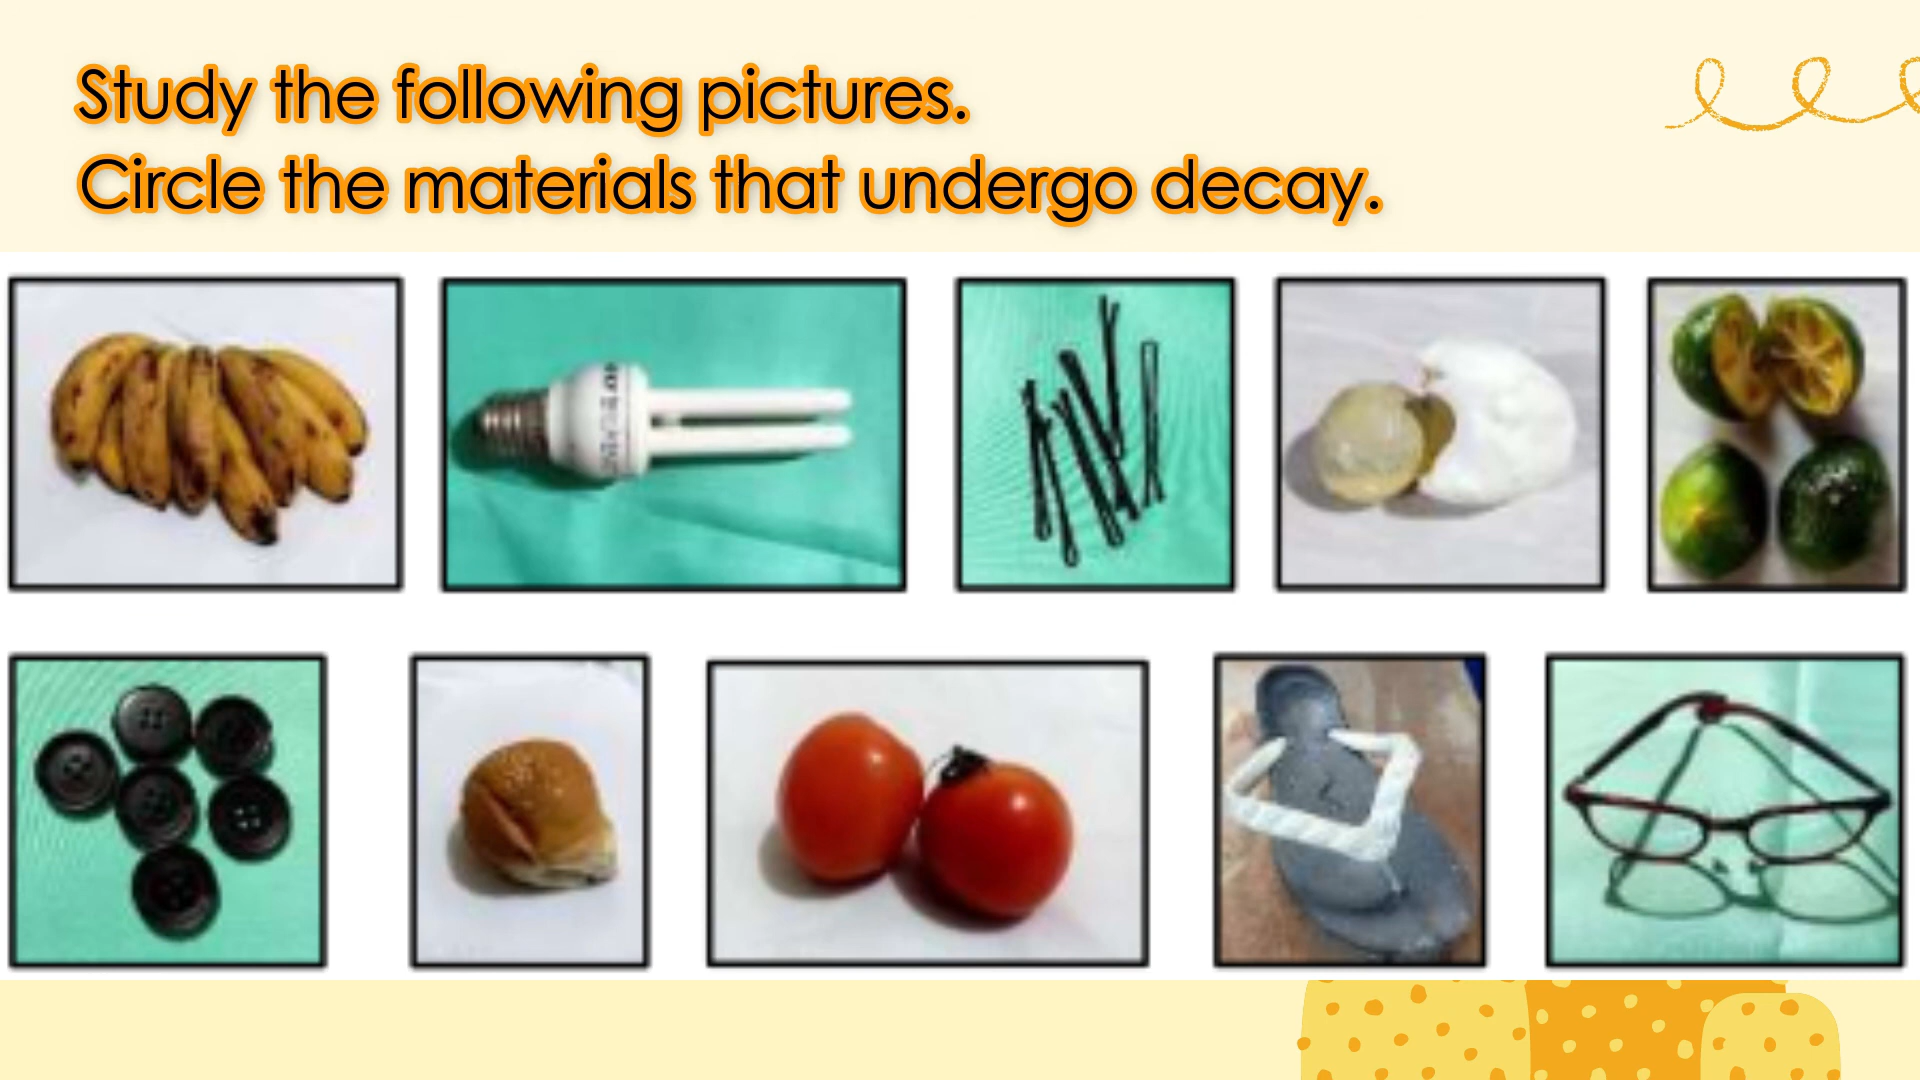 Study the following pictures.
Circle the materials that undergo decay.